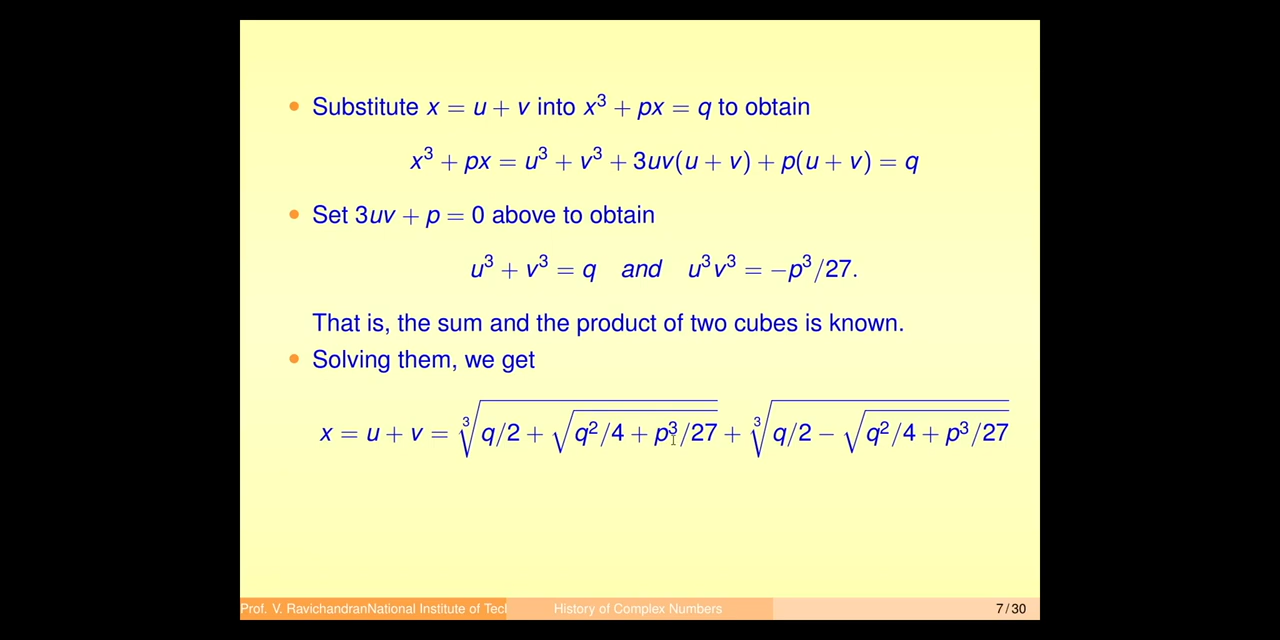 • Substitute x = u + v into x³ + px = q to obtain
x³ + px = u³ + v³ + 3uv(u + v) + p(u + v) = q
• Set 3uv + p = 0 above to obtain
u³ + v³ = q and u³v³ = −p³/27.
That is, the sum and the product of two cubes is known.
• Solving them, we get
x = u + v = ∛(q/2 + √(q²/4 + p³/27)) + ∛(q/2 − √(q²/4 + p³/27))
Prof. V. RavichandranNational Institute of Tecl History of Complex Numbers 7 / 30